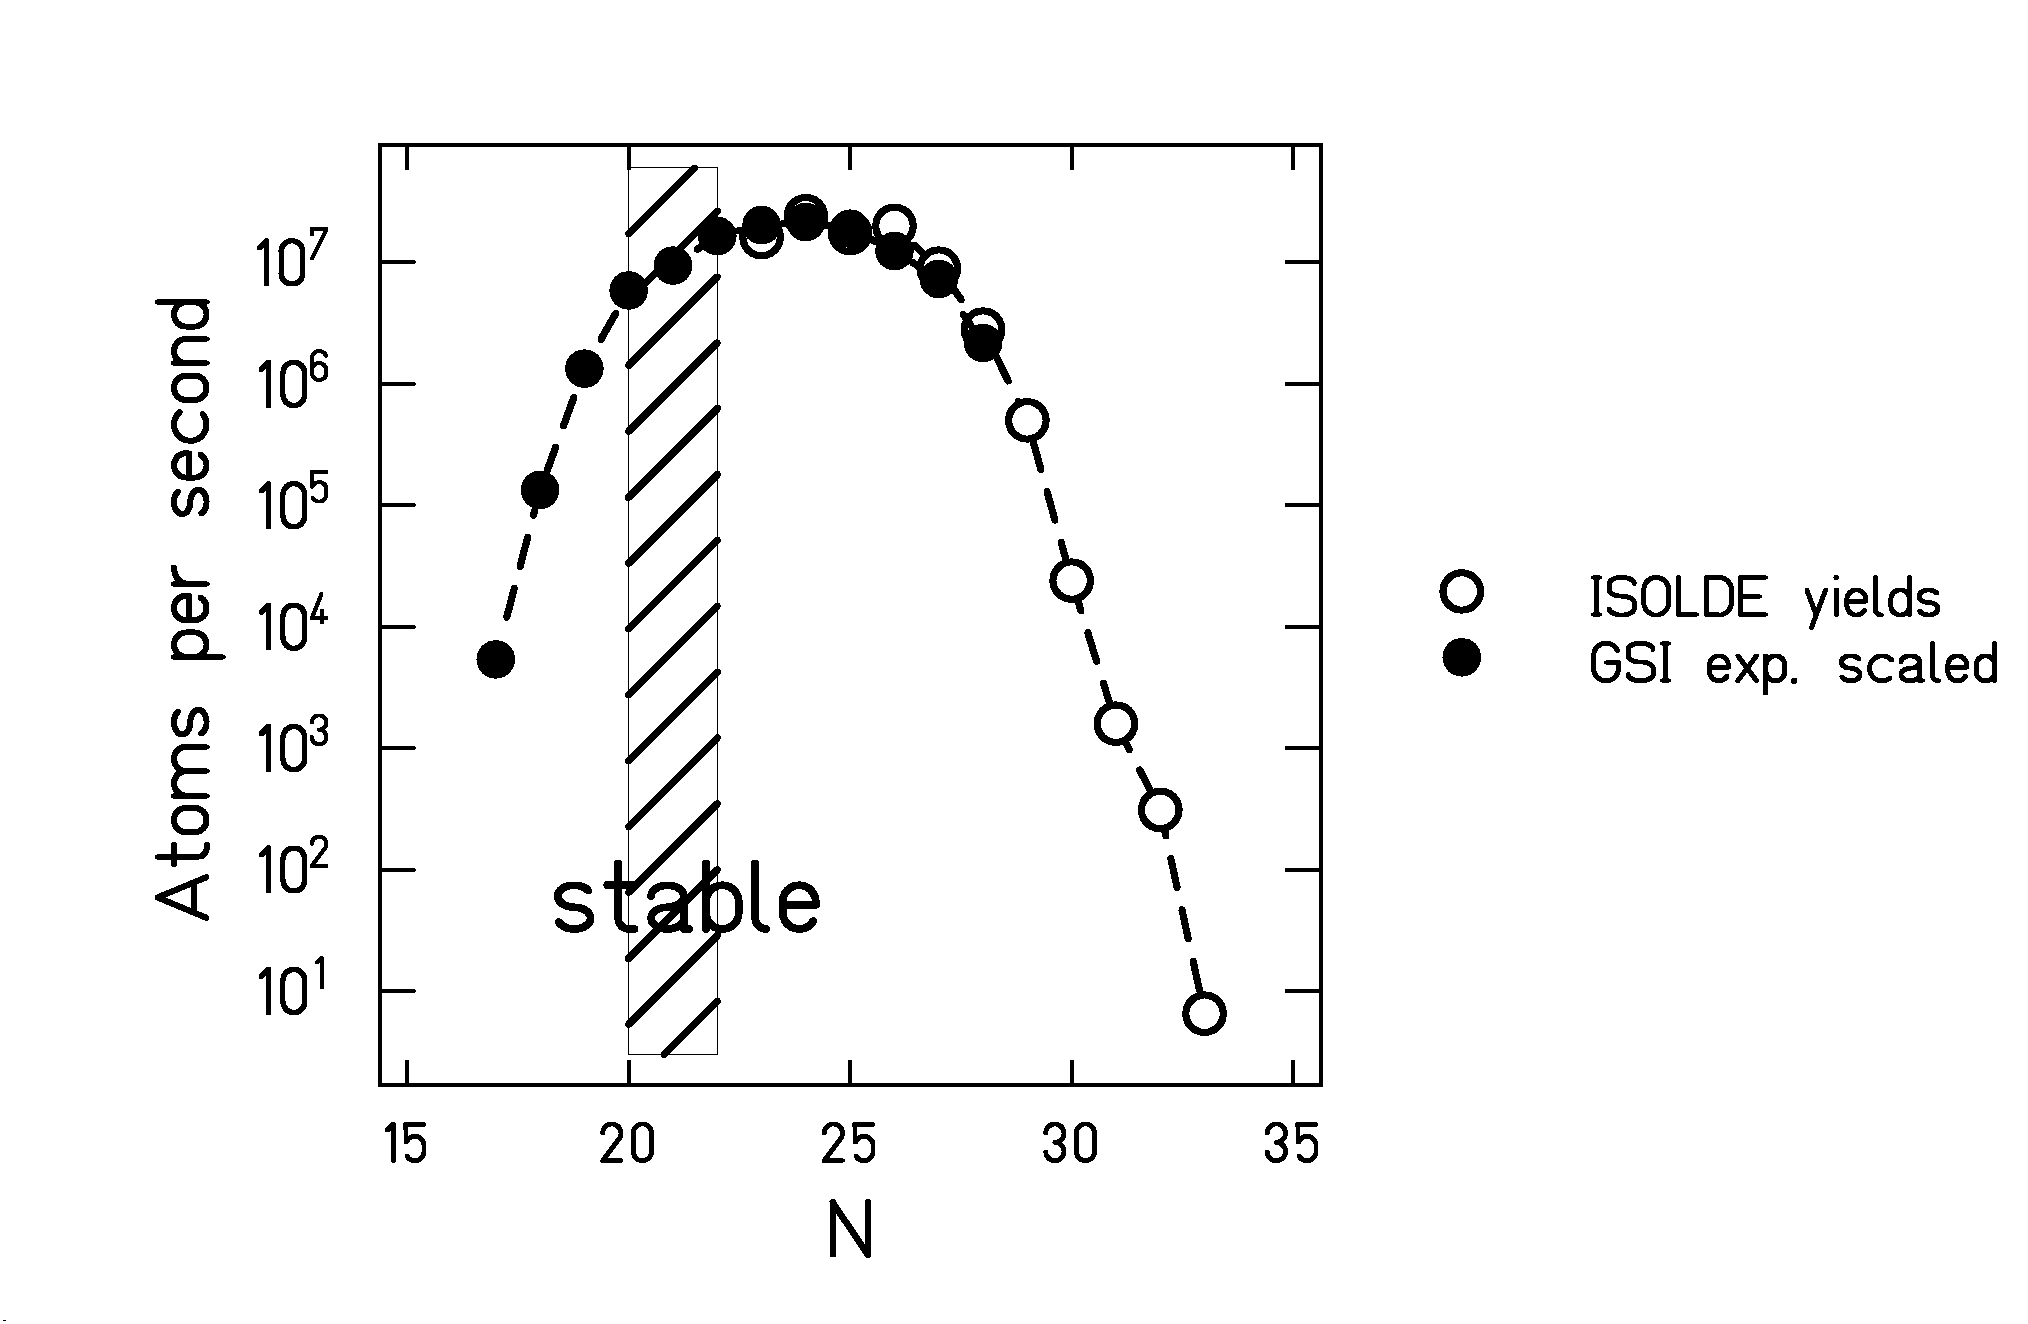 Atoms per second
10⁷
10⁶
10⁵
10⁴
10³
10²
10¹
stable
15 20 25 30 35
N
ISOLDE yields
GSI exp. scaled